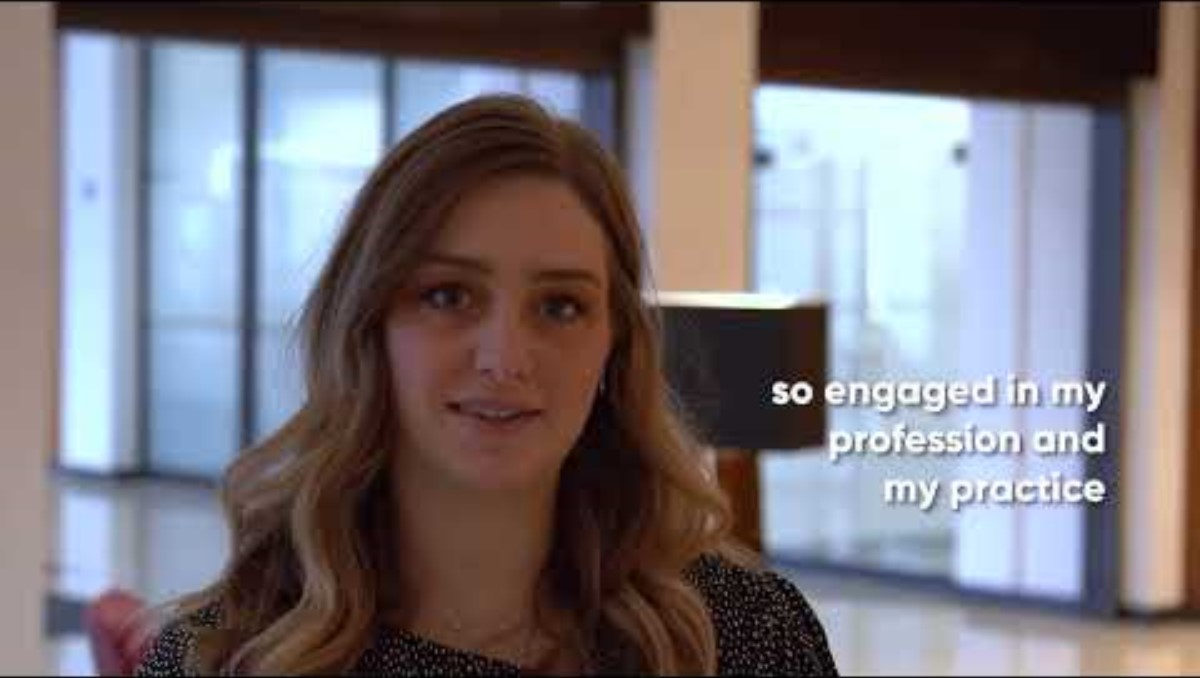 so engaged in my
profession and
my practice